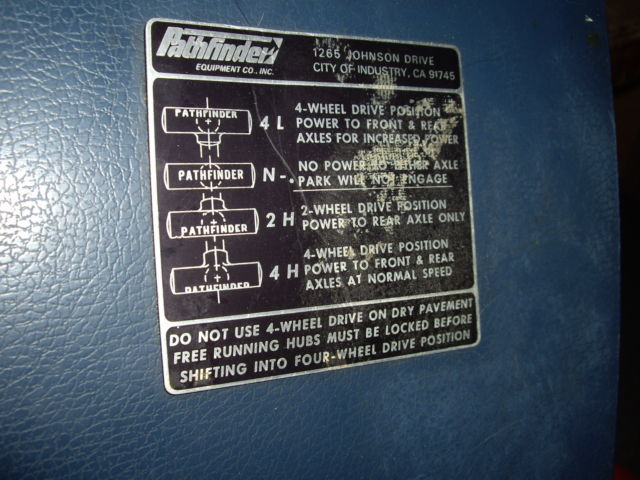 Pathfinder
EQUIPMENT CO., INC.
1265 JOHNSON DRIVE
CITY OF INDUSTRY, CA 91745
PATHFINDER
4 L
4-WHEEL DRIVE POSITION
POWER TO FRONT & REAR
AXLES FOR INCREASED POWER
PATHFINDER
N-
NO POWER TO EITHER AXLE
PARK WILL NOT ENGAGE
PATHFINDER
2 H
2-WHEEL DRIVE POSITION
POWER TO REAR AXLE ONLY
PATHFINDER
4 H
4-WHEEL DRIVE POSITION
POWER TO FRONT & REAR
AXLES AT NORMAL SPEED
DO NOT USE 4-WHEEL DRIVE ON DRY PAVEMENT
FREE RUNNING HUBS MUST BE LOCKED BEFORE
SHIFTING INTO FOUR-WHEEL DRIVE POSITION